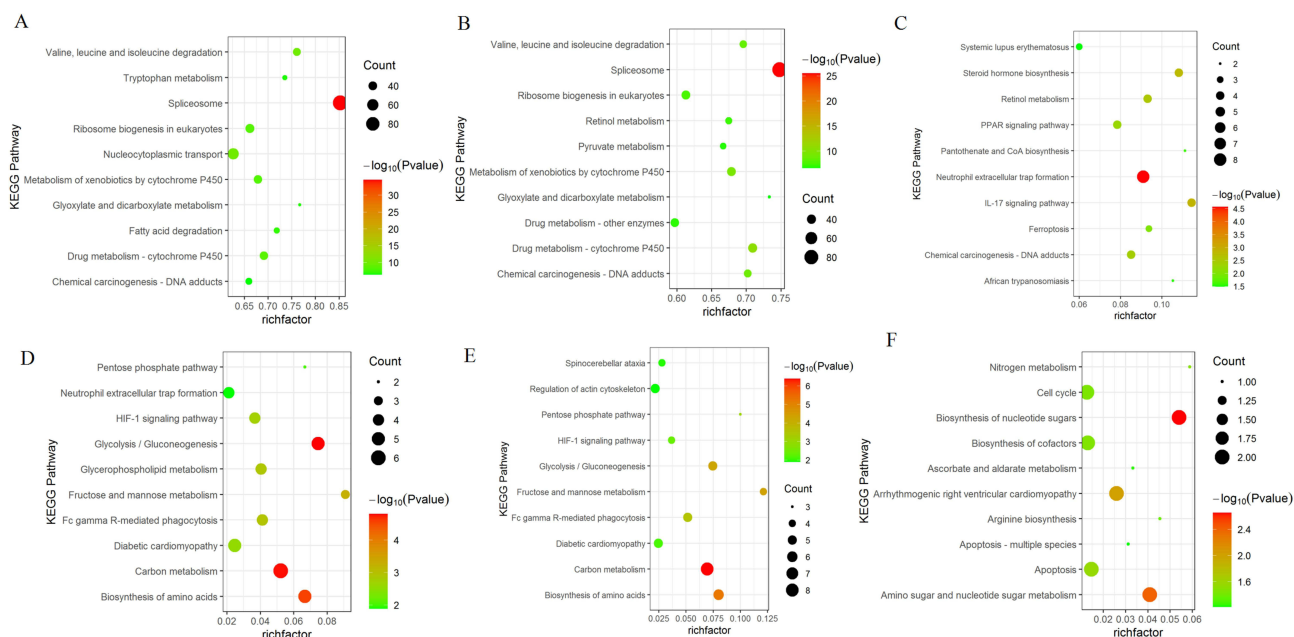 A
KEGG Pathway
Valine, leucine and isoleucine degradation
Tryptophan metabolism
Spliceosome
Ribosome biogenesis in eukaryotes
Nucleocytoplasmic transport
Metabolism of xenobiotics by cytochrome P450
Glyoxylate and dicarboxylate metabolism
Fatty acid degradation
Drug metabolism - cytochrome P450
Chemical carcinogenesis - DNA adducts
0.65 0.70 0.75 0.80 0.85
richfactor
Count
40
60
80
−log10(Pvalue)
30
25
20
15
10
B
KEGG Pathway
Valine, leucine and isoleucine degradation
Spliceosome
Ribosome biogenesis in eukaryotes
Retinol metabolism
Pyruvate metabolism
Metabolism of xenobiotics by cytochrome P450
Glyoxylate and dicarboxylate metabolism
Drug metabolism - other enzymes
Drug metabolism - cytochrome P450
Chemical carcinogenesis - DNA adducts
0.60 0.65 0.70 0.75
richfactor
−log10(Pvalue)
25
20
15
10
Count
40
60
80
C
KEGG Pathway
Systemic lupus erythematosus
Steroid hormone biosynthesis
Retinol metabolism
PPAR signaling pathway
Pantothenate and CoA biosynthesis
Neutrophil extracellular trap formation
IL-17 signaling pathway
Ferroptosis
Chemical carcinogenesis - DNA adducts
African trypanosomiasis
0.06 0.08 0.10
richfactor
Count
2
3
4
5
6
7
8
−log10(Pvalue)
4.5
4.0
3.5
3.0
2.5
2.0
1.5
D
KEGG Pathway
Pentose phosphate pathway
Neutrophil extracellular trap formation
HIF-1 signaling pathway
Glycolysis / Gluconeogenesis
Glycerophospholipid metabolism
Fructose and mannose metabolism
Fc gamma R-mediated phagocytosis
Diabetic cardiomyopathy
Carbon metabolism
Biosynthesis of amino acids
0.02 0.04 0.06 0.08
richfactor
Count
2
3
4
5
6
−log10(Pvalue)
4
3
2
E
KEGG Pathway
Spinocerebellar ataxia
Regulation of actin cytoskeleton
Pentose phosphate pathway
HIF-1 signaling pathway
Glycolysis / Gluconeogenesis
Fructose and mannose metabolism
Fc gamma R-mediated phagocytosis
Diabetic cardiomyopathy
Carbon metabolism
Biosynthesis of amino acids
0.025 0.050 0.075 0.100 0.125
richfactor
−log10(Pvalue)
6
5
4
3
2
Count
3
4
5
6
7
8
F
KEGG Pathway
Nitrogen metabolism
Cell cycle
Biosynthesis of nucleotide sugars
Biosynthesis of cofactors
Ascorbate and aldarate metabolism
Arrhythmogenic right ventricular cardiomyopathy
Arginine biosynthesis
Apoptosis - multiple species
Apoptosis
Amino sugar and nucleotide sugar metabolism
0.02 0.03 0.04 0.05 0.06
richfactor
Count
1.00
1.25
1.50
1.75
2.00
−log10(Pvalue)
2.4
2.0
1.6